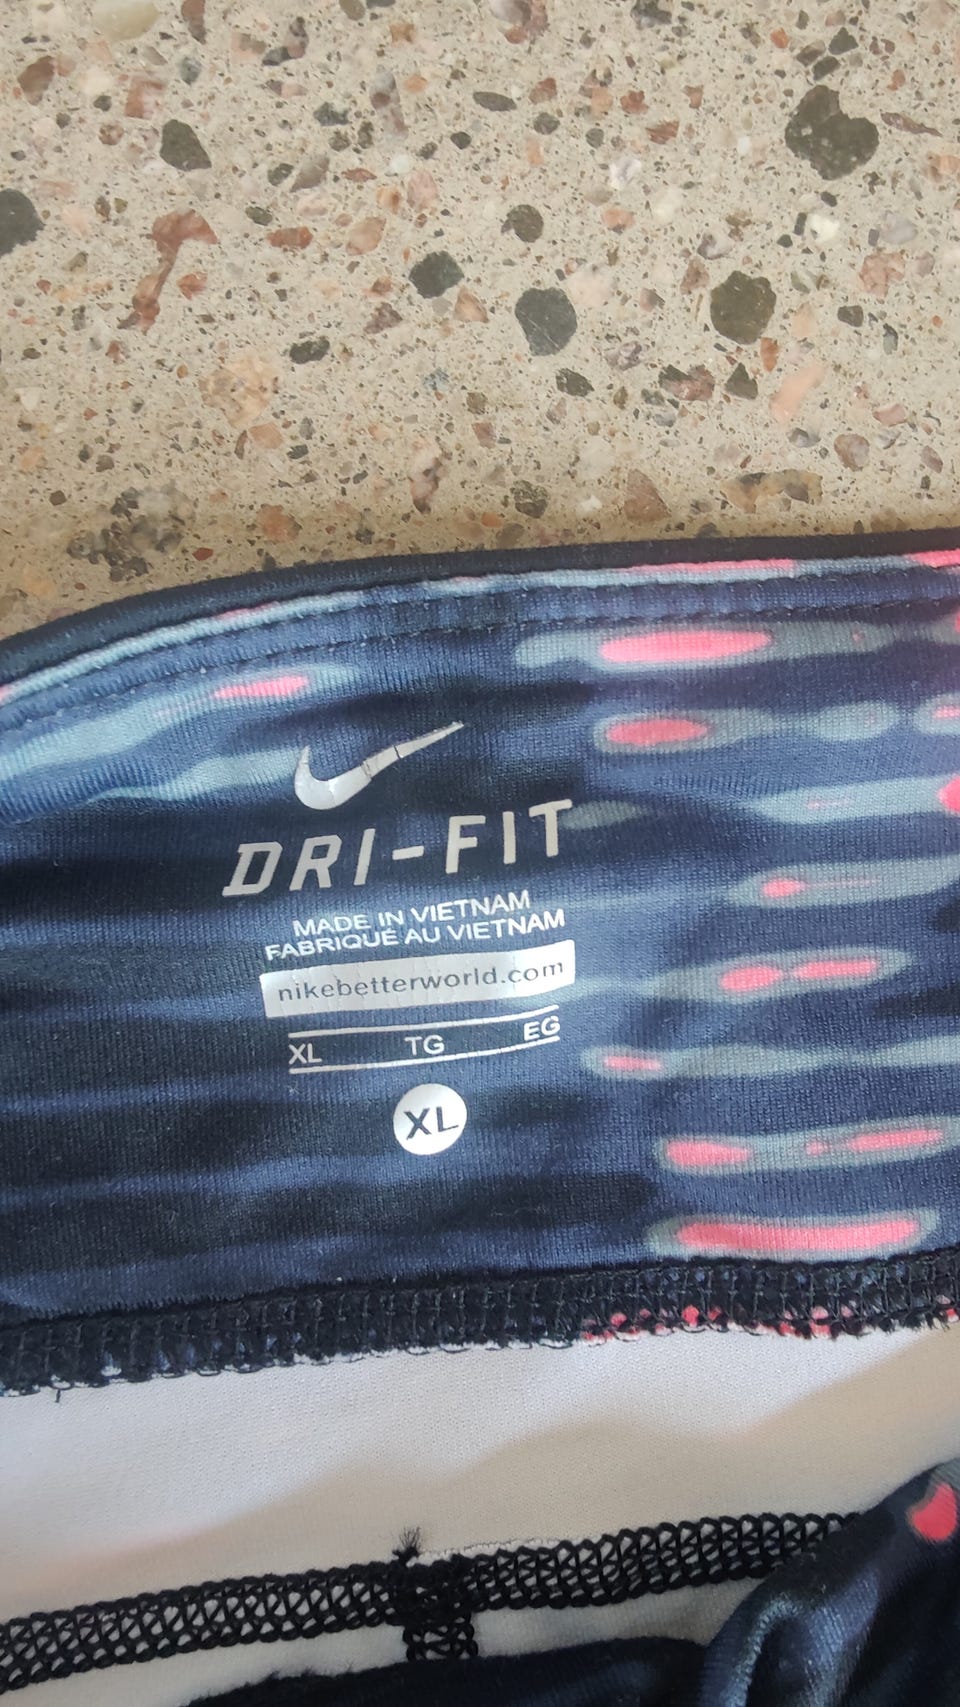 DRI-FIT
MADE IN VIETNAM
FABRIQUÉ AU VIETNAM
nikebetterworld.com
XL TG EG
XL